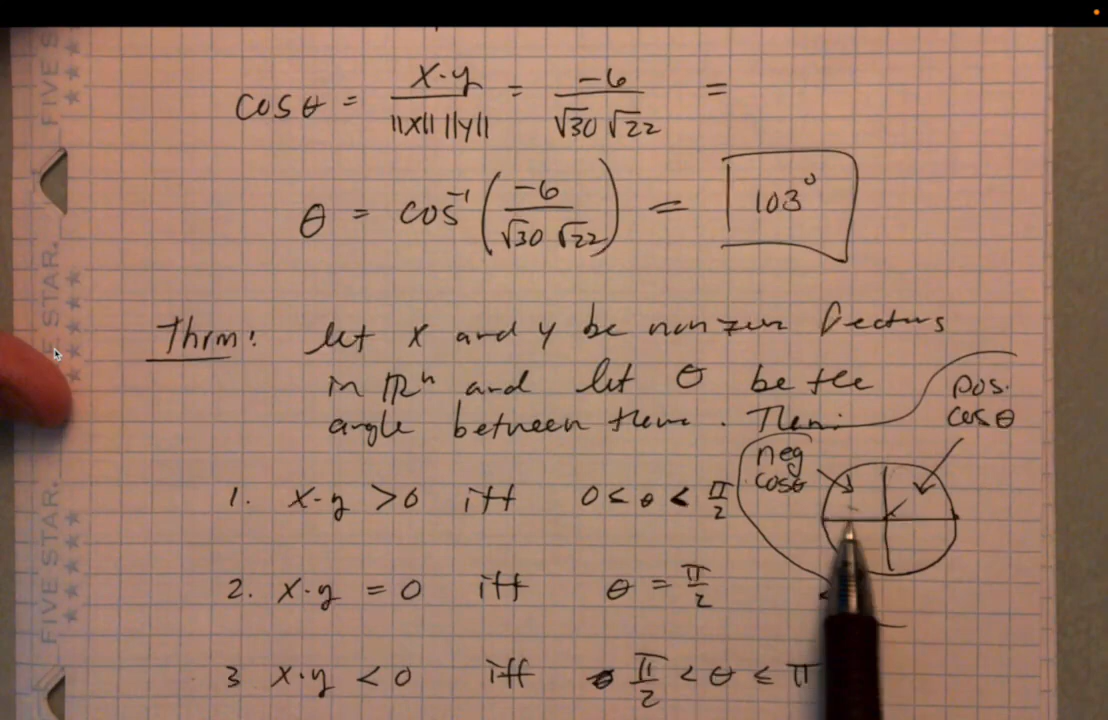 cos θ = x·y / ||x|| ||y|| = -6 / √30 √22 =
θ = cos⁻¹ ( -6 / √30 √22 ) = 103°
Thrm: let x and y be nonzero vectors
in ℝⁿ and let θ be the
angle between them. Then:
pos.
cos θ
neg
cos θ
1. x·y > 0 iff 0 ≤ θ < π/2
2. x·y = 0 iff θ = π/2
3 x·y < 0 iff π/2 < θ ≤ π
FIVE STAR.
FIVE STAR.
FIVE S